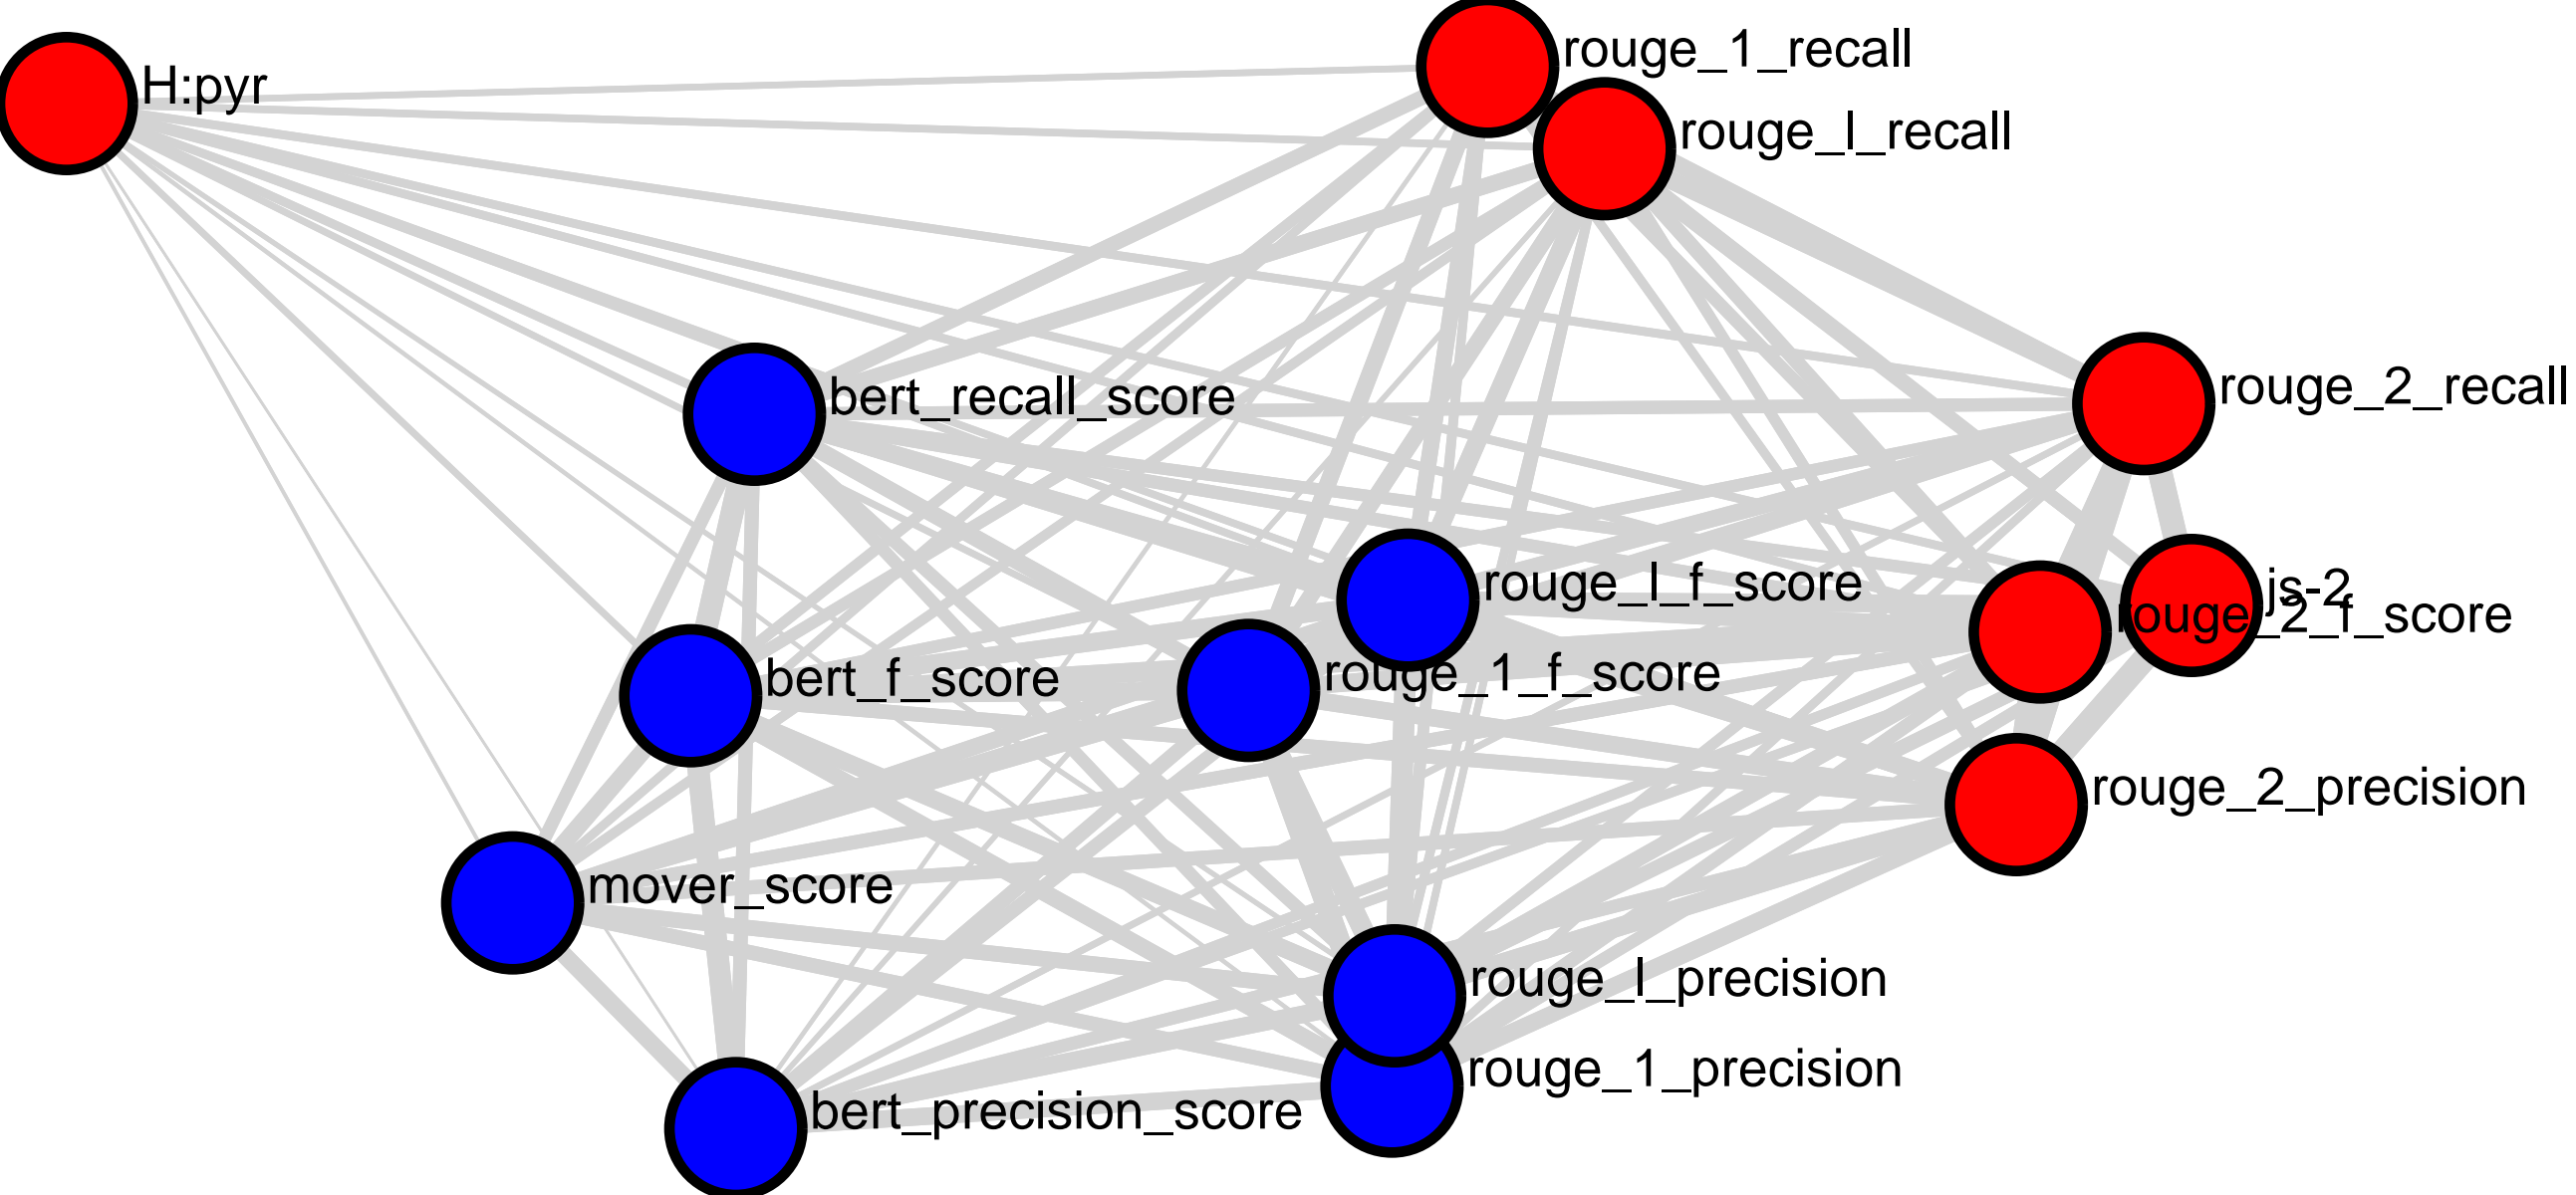 rouge_1_recall
H:pyr
rouge_l_recall
rouge_2_recall
bert_recall_score
rouge_l_f_score
js-2
rouge_2_f_score
bert_f_score
rouge_1_f_score
rouge_2_precision
mover_score
rouge_l_precision
rouge_1_precision
bert_precision_score